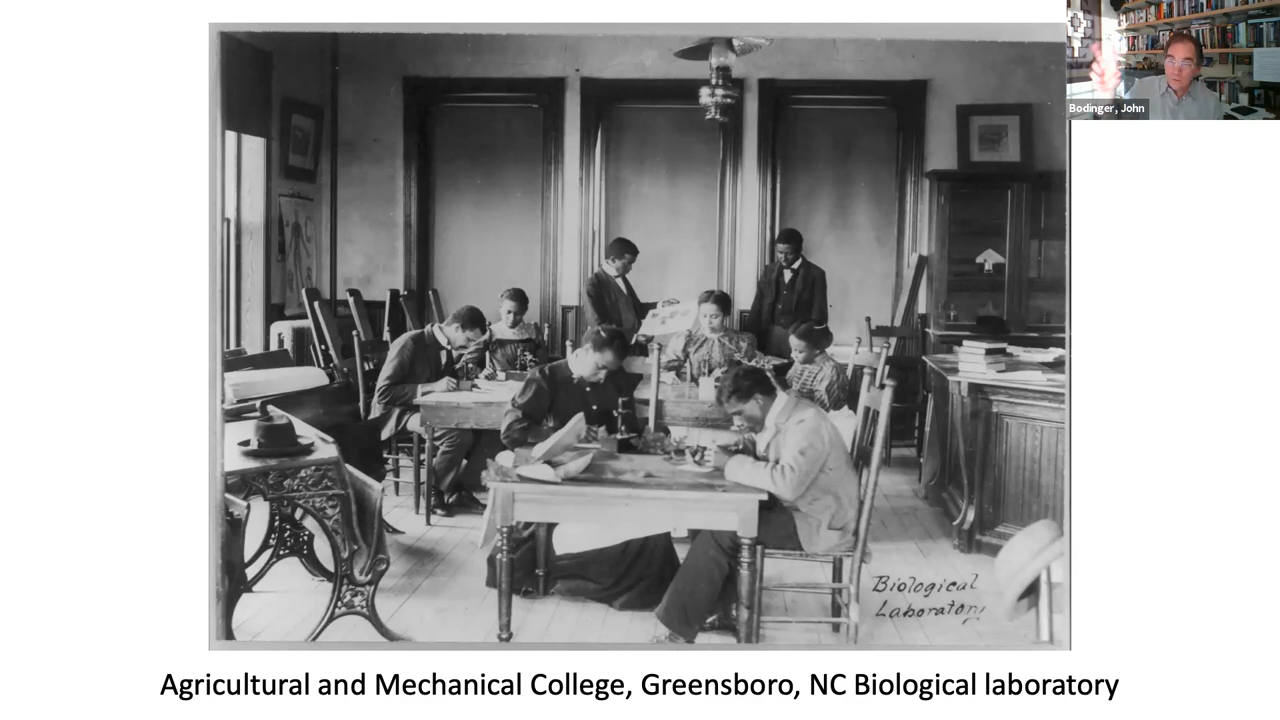 Bodinger, John
Biological
Laboratory
Agricultural and Mechanical College, Greensboro, NC Biological laboratory